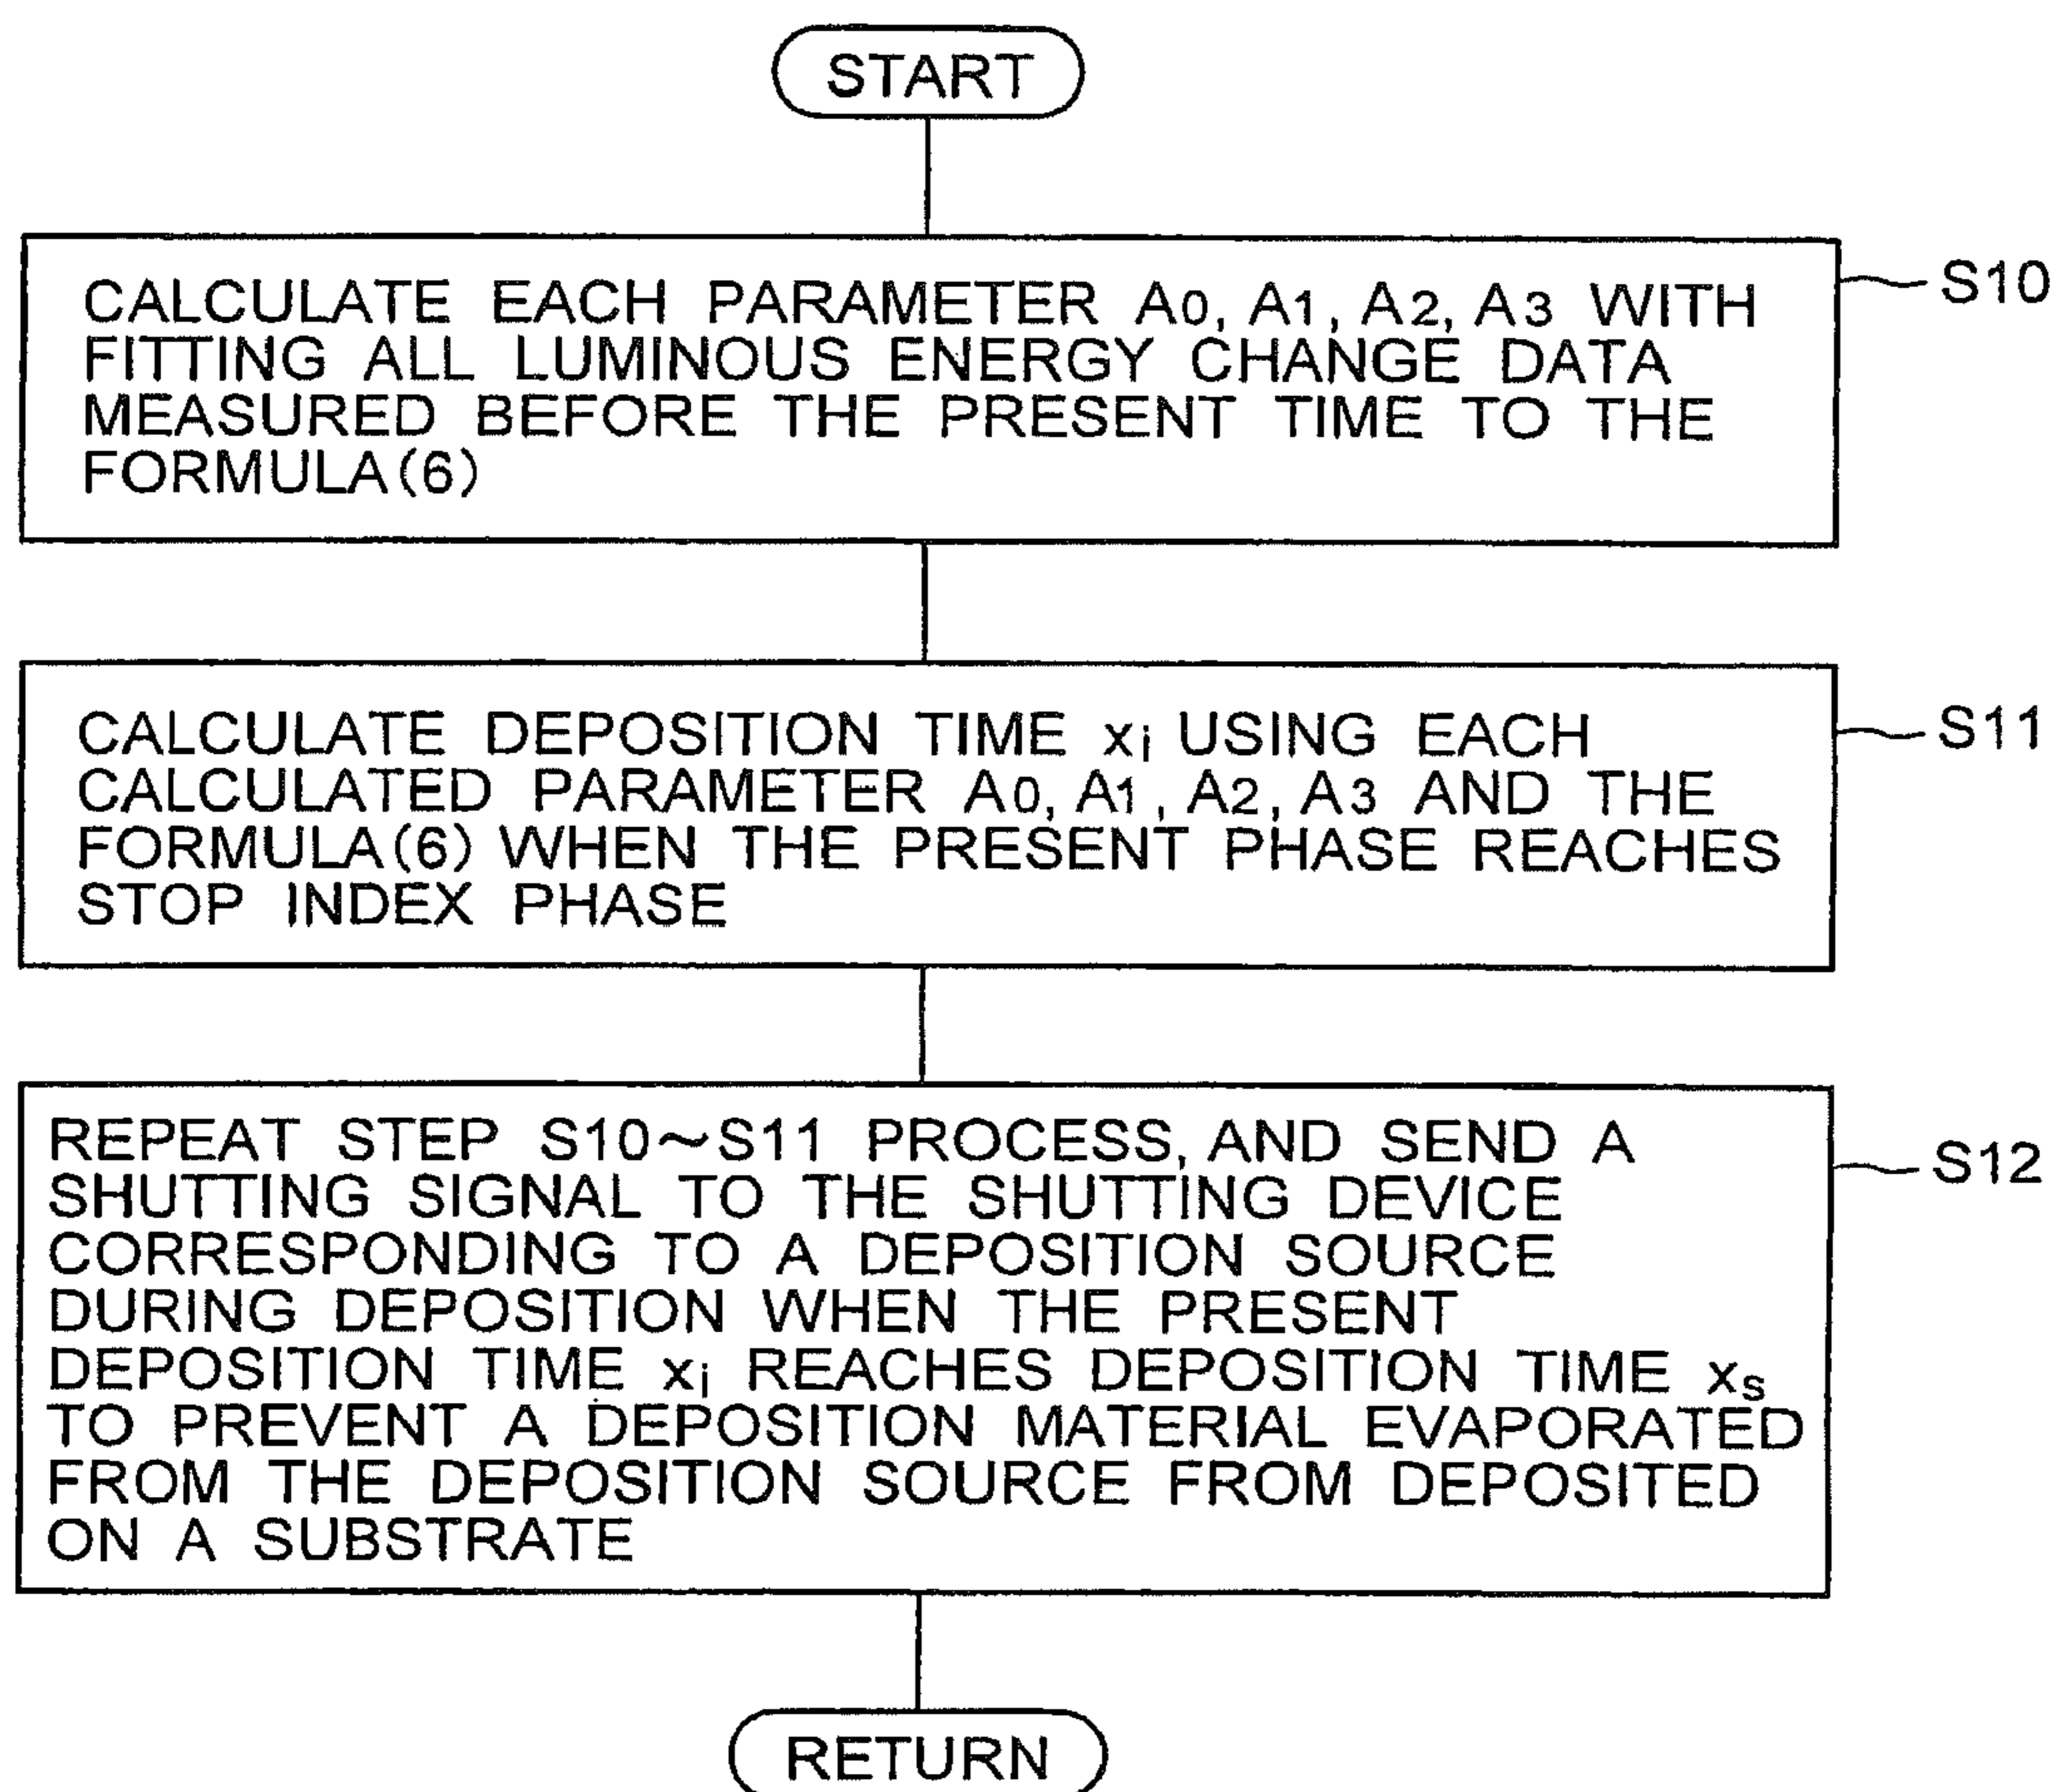 START
CALCULATE EACH PARAMETER A0, A1, A2, A3 WITH
FITTING ALL LUMINOUS ENERGY CHANGE DATA
MEASURED BEFORE THE PRESENT TIME TO THE
FORMULA(6)
S10
CALCULATE DEPOSITION TIME xi USING EACH
CALCULATED PARAMETER A0, A1, A2, A3 AND THE
FORMULA(6) WHEN THE PRESENT PHASE REACHES
STOP INDEX PHASE
S11
REPEAT STEP S10~S11 PROCESS, AND SEND A
SHUTTING SIGNAL TO THE SHUTTING DEVICE
CORRESPONDING TO A DEPOSITION SOURCE
DURING DEPOSITION WHEN THE PRESENT
DEPOSITION TIME xi REACHES DEPOSITION TIME xs
TO PREVENT A DEPOSITION MATERIAL EVAPORATED
FROM THE DEPOSITION SOURCE FROM DEPOSITED
ON A SUBSTRATE
S12
RETURN